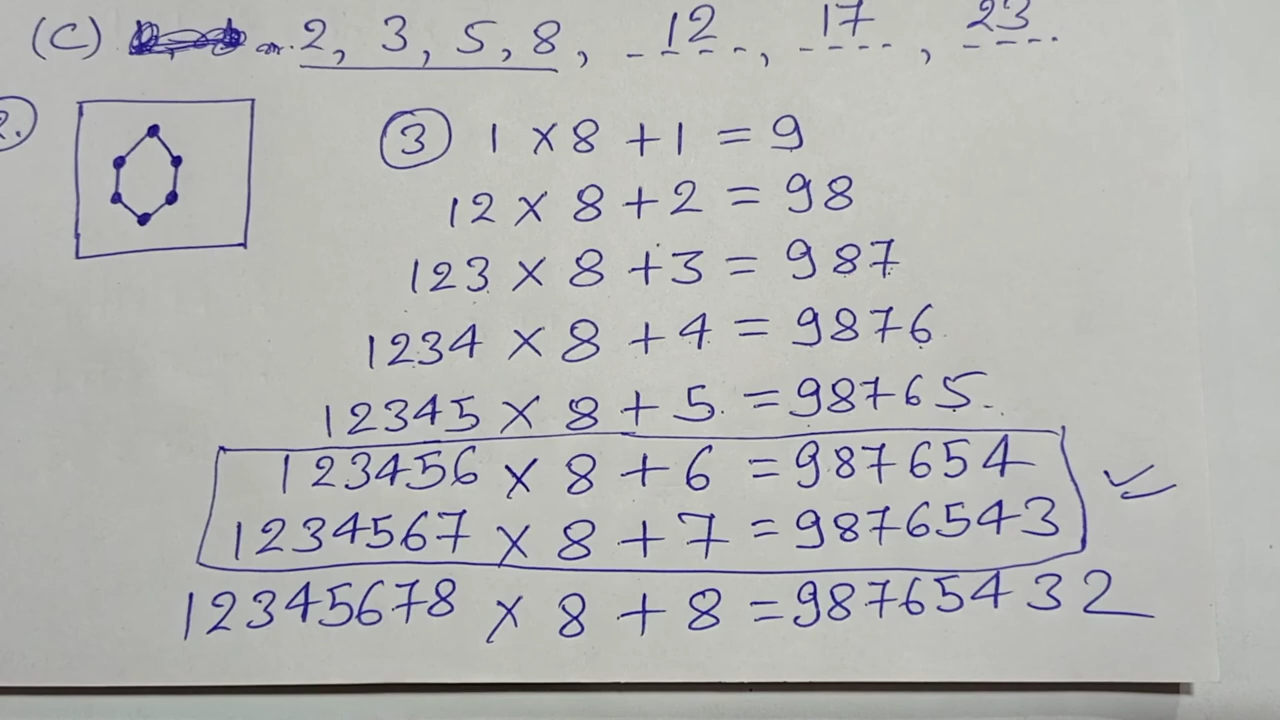 (C) 2, 3, 5, 8, 12, 17, 23
2.
③ 1 × 8 + 1 = 9
12 × 8 + 2 = 98
123 × 8 + 3 = 987
1234 × 8 + 4 = 9876
12345 × 8 + 5 = 98765
123456 × 8 + 6 = 987654
1234567 × 8 + 7 = 9876543
12345678 × 8 + 8 = 98765432